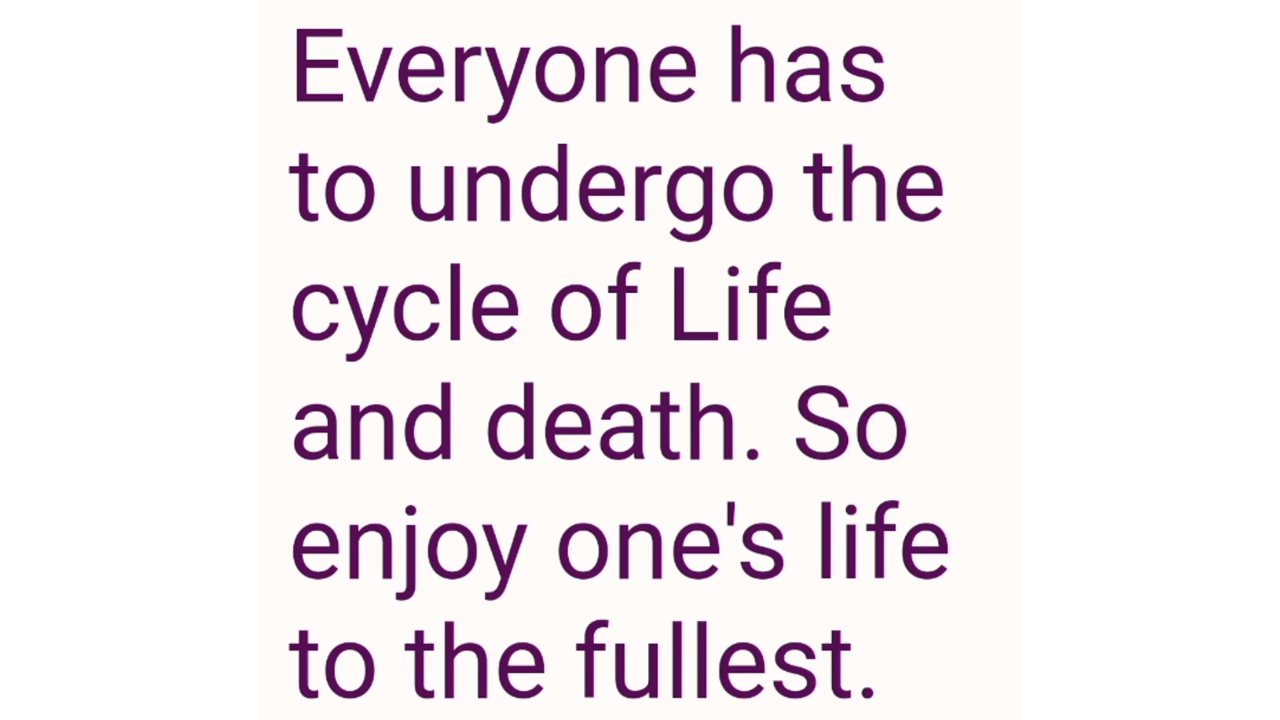 Everyone has
to undergo the
cycle of Life
and death. So
enjoy one's life
to the fullest.